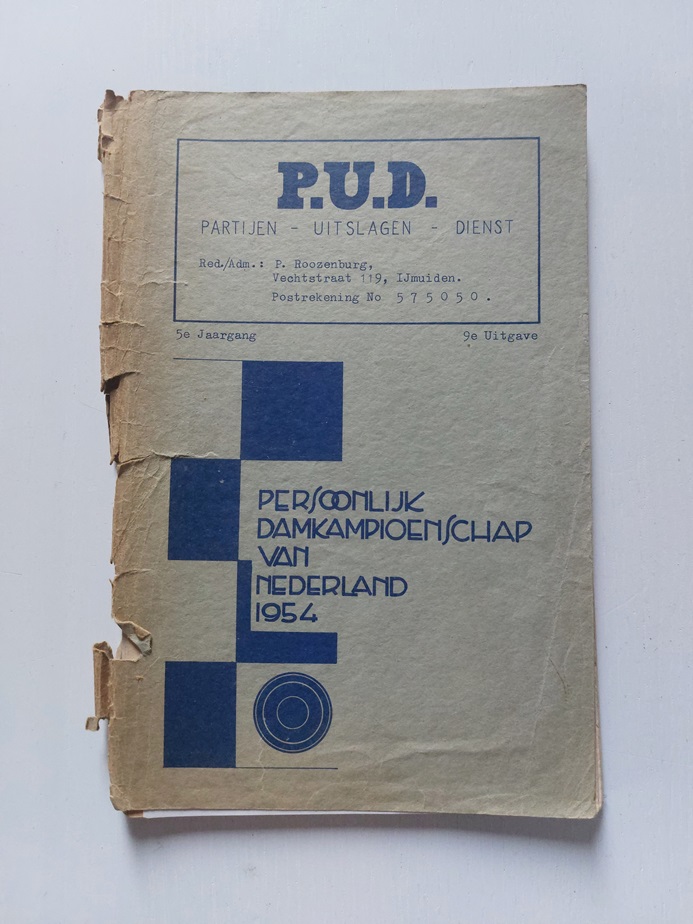 P.U.D.
PARTIJEN - UITSLAGEN - DIENST
Red./Adm.: P. Roozenburg,
Vechtstraat 119, IJmuiden.
Postrekening No 575050.
5e Jaargang 9e Uitgave
PERSOONLIJK
DAMKAMPIOENSCHAP
VAN
NEDERLAND
1954